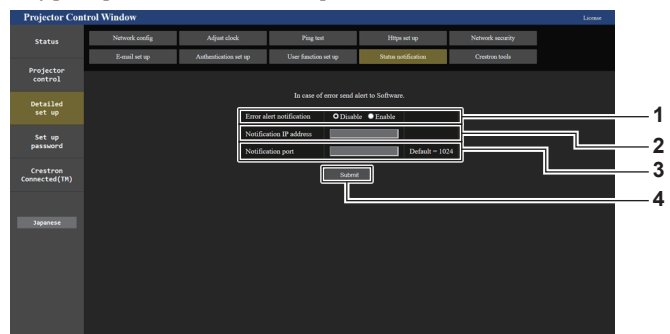 Projector Control Window
License
Status
Network config
Adjust clock
Ping test
Https set up
Network security
E-mail set up
Authentication set up
User function set up
Status notification
Crestron tools
Projector
control
Detailed
set up
Set up
password
Crestron
Connected(TM)
Japanese
In case of error send alert to Software.
Error alert notification Disable Enable
Notification IP address
Notification port Default = 1024
Submit
1
2
3
4